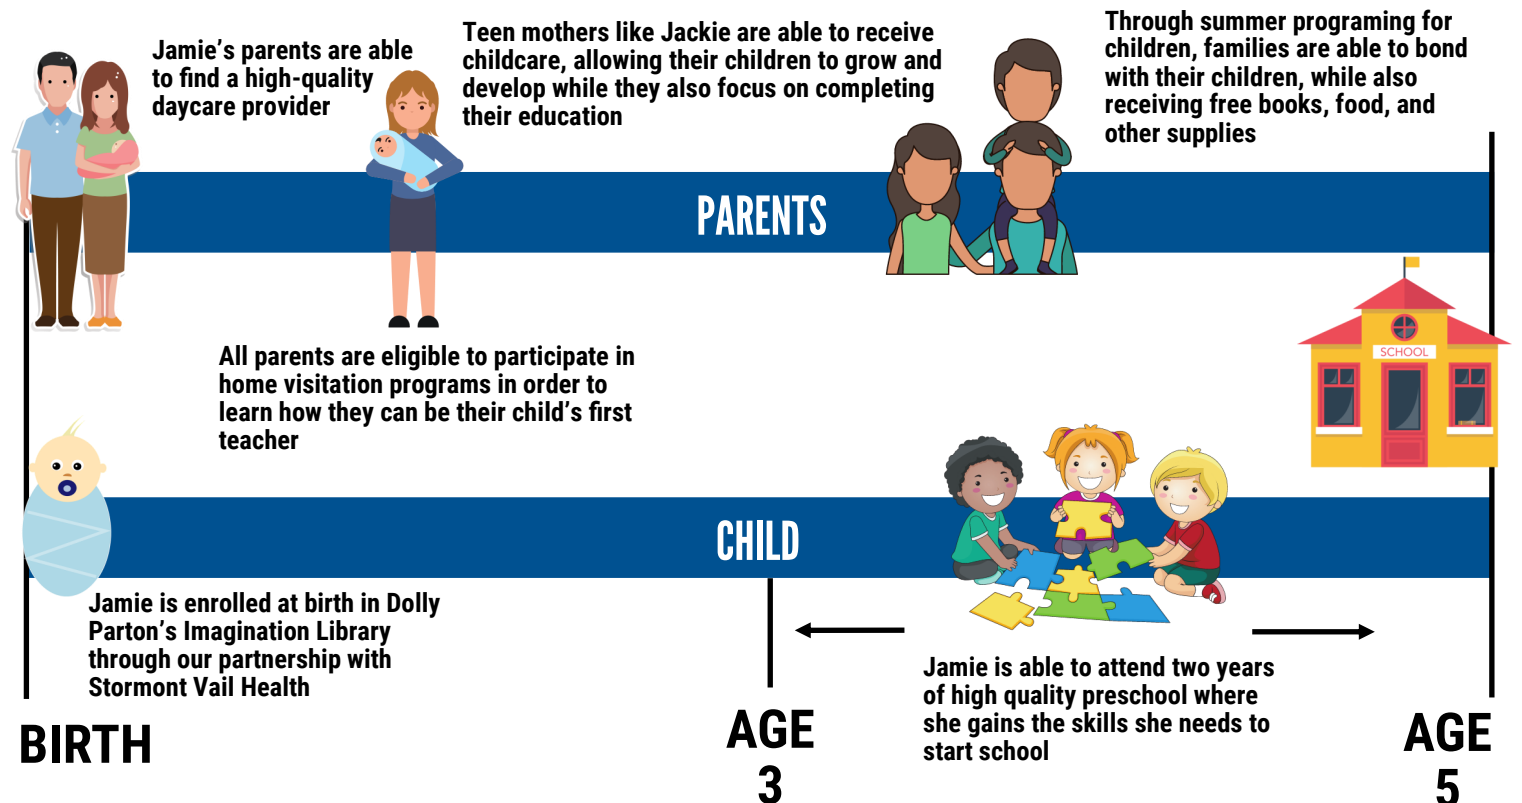 Jamie's parents are able
to find a high-quality
daycare provider
Teen mothers like Jackie are able to receive
childcare, allowing their children to grow and
develop while they also focus on completing
their education
Through summer programing for
children, families are able to bond
with their children, while also
receiving free books, food, and
other supplies
PARENTS
All parents are eligible to participate in
home visitation programs in order to
learn how they can be their child's first
teacher
SCHOOL
CHILD
Jamie is enrolled at birth in Dolly
Parton's Imagination Library
through our partnership with
Stormont Vail Health
Jamie is able to attend two years
of high quality preschool where
she gains the skills she needs to
start school
BIRTH
AGE
3
AGE
5